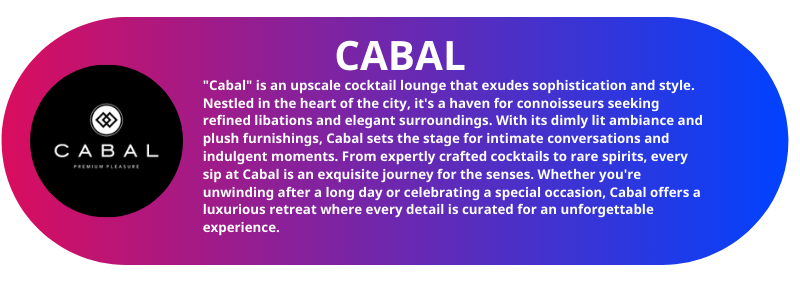 CABAL
"Cabal" is an upscale cocktail lounge that exudes sophistication and style.
Nestled in the heart of the city, it's a haven for connoisseurs seeking
refined libations and elegant surroundings. With its dimly lit ambiance and
plush furnishings, Cabal sets the stage for intimate conversations and
indulgent moments. From expertly crafted cocktails to rare spirits, every
sip at Cabal is an exquisite journey for the senses. Whether you're
unwinding after a long day or celebrating a special occasion, Cabal offers a
luxurious retreat where every detail is curated for an unforgettable
experience.
CABAL
PREMIUM PLEASURE